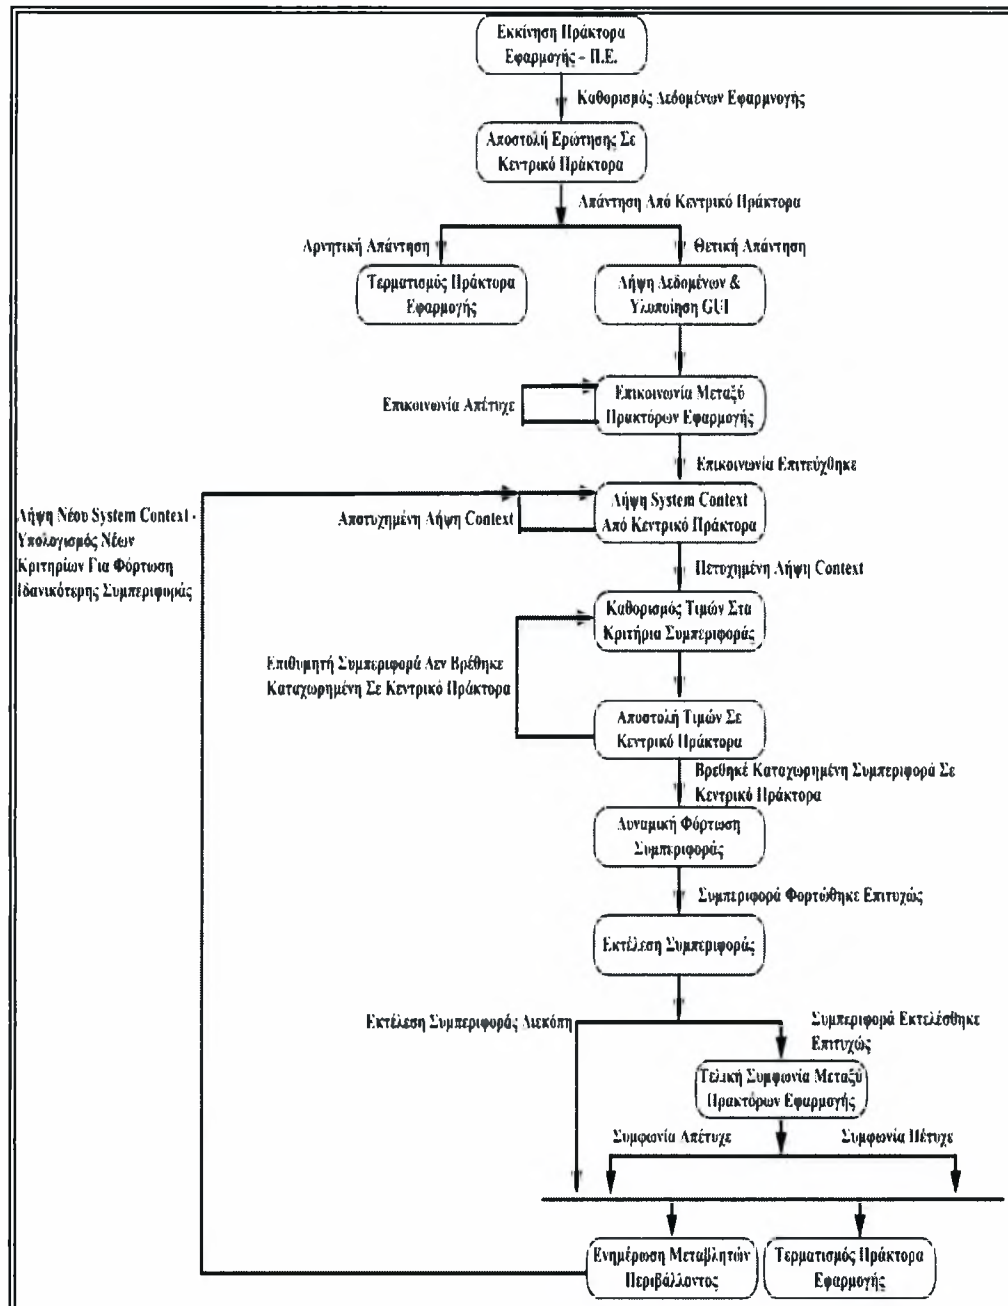 Εκκίνηση Πράκτορα
Εφαρμογής - Π.Ε.
Καθορισμός Δεδομένων Εφαρμνογής
Αποστολή Ερώτησης Σε
Κεντρικό Πράκτορα
Απάντηση Από Κεντρικό Πράκτορα
Αρνητική Απάντηση
Θετική Απάντηση
Τερματισμός Πράκτορα
Εφαρμογής
Λήψη Δεδομένων &
Υλοποίηση GUI
Επικοινωνία Απέτυχε
Επικοινωνία Μεταξύ
Πρακτόρων Εφαρμογής
Επικοινωνία Επιτεύχθηκε
Λήψη Νέου System Context -
Υπολογισμός Νέων
Κριτηρίων Για Φόρτωση
Ιδανικότερης Συμπεριφοράς
Αποτυχημένη Λήψη Context
Λήψη System Context
Από Κεντρικό Πράκτορα
Πετυχημένη Λήψη Context
Καθορισμός Τιμών Στα
Κριτήρια Συμπεριφοράς
Επιθυμητή Συμπεριφορά Δεν Βρέθηκε
Καταχωρημένη Σε Κεντρικό Πράκτορα
Αποστολή Τιμών Σε
Κεντρικό Πράκτορα
Βρεθηκέ Καταχωρημένη Συμπεριφορά Σε
Κεντρικό Πράκτορα
Δυναμική Φόρτωση
Συμπεριφοράς
Συμπεριφορά Φορτώθηκε Επιτυχώς
Εκτέλεση Συμπεριφοράς
Εκτέλεση Συμπεριφοράς Διεκόπη
Συμπεριφορά Εκτελέσθηκε
Επιτυχώς
Τελική Συμφωνία Μεταξύ
Πρακτόρων Εφαρμογής
Συμφωνία Απέτυχε
Συμφωνία Πέτυχε
Ενημέρωση Μεταβλητών
Περιβάλλοντος
Τερματισμός Πράκτορα
Εφαρμογής